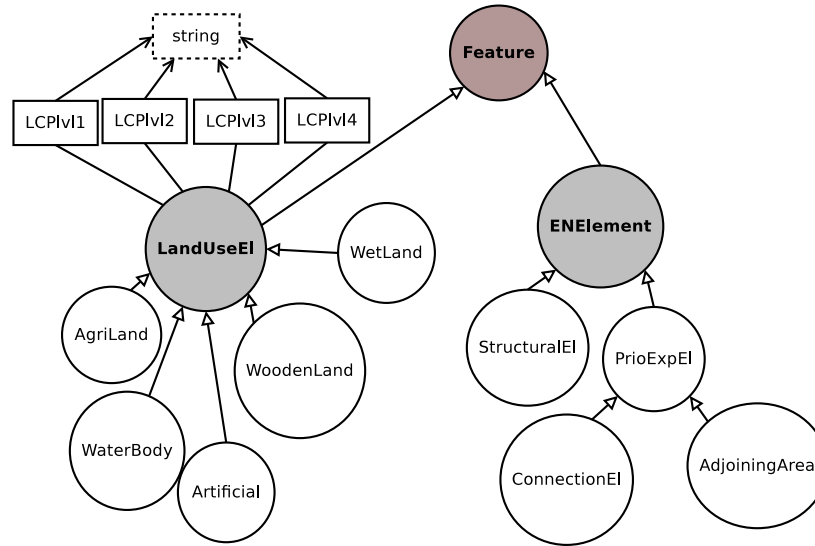 string
Feature
LCPlvl1
LCPlvl2
LCPlvl3
LCPlvl4
LandUseEl
ENElement
WetLand
AgriLand
WoodenLand
StructuralEl
PrioExpEl
WaterBody
Artificial
ConnectionEl
AdjoiningArea